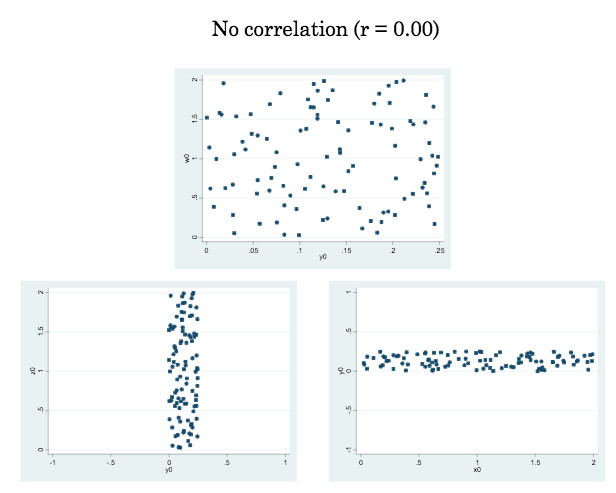 No correlation (r = 0.00)
2
1.5
1
.5
0
w0
0 .05 .1 .15 .2 .25
y0
2
1.5
1
.5
0
z0
-1 -.5 0 .5 1
y0
1
.5
0
-.5
-1
y0
0 .5 1 1.5 2
x0